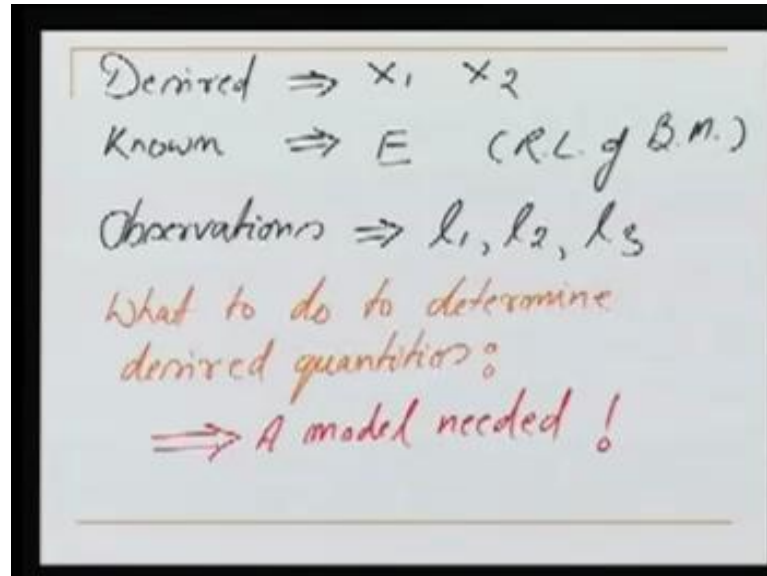 Desired ⇒ x₁ x₂
Known ⇒ E (R.L. of B.M.)
Observations ⇒ l₁, l₂, l₃
What to do to determine
desired quantities:
⇒ A model needed !